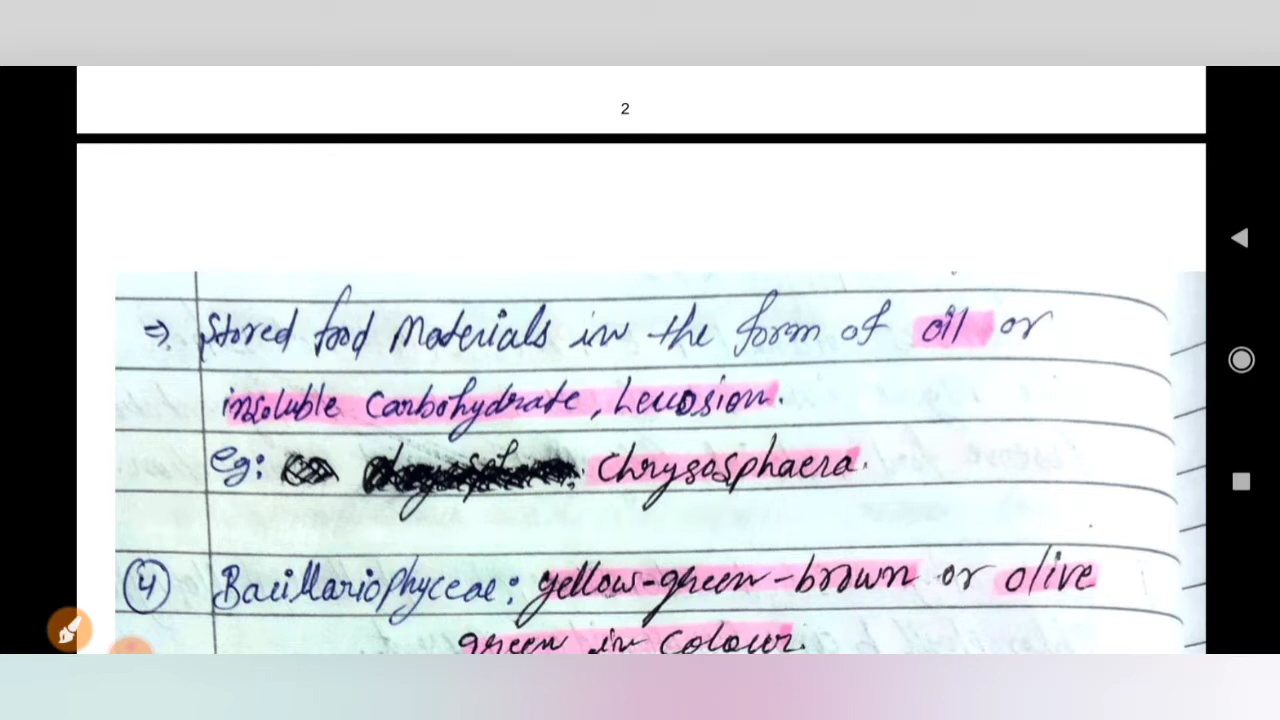 2
⇒ Stored food Materials in the form of oil or
insoluble Carbohydrate, Leucosion.
eg: Chrysosphaera.
4 Bacillariophyceae: yellow-green-brown or olive
green in colour.